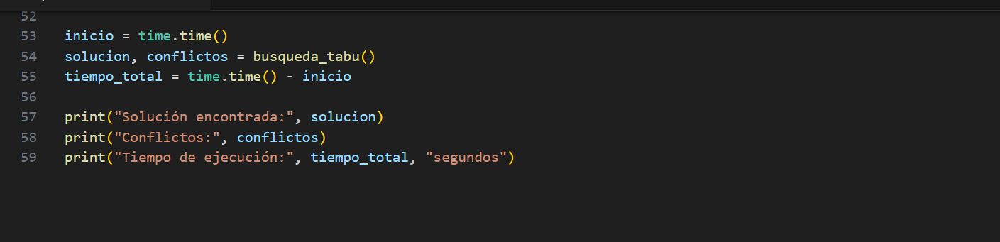 52
53 inicio = time.time()
54 solucion, conflictos = busqueda_tabu()
55 tiempo_total = time.time() - inicio
56
57 print("Solución encontrada:", solucion)
58 print("Conflictos:", conflictos)
59 print("Tiempo de ejecución:", tiempo_total, "segundos")